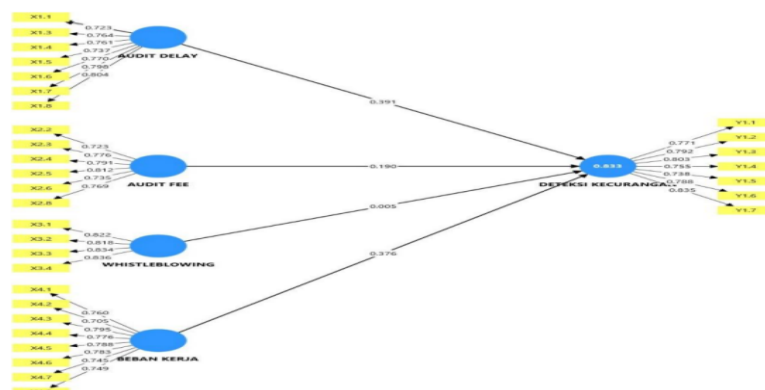 X1.1
X1.3
X1.4
X1.5
X1.6
X1.7
X1.8
0.723
0.764
0.761
0.737
0.770
0.798
0.804
AUDIT DELAY
0.391
X2.2
X2.3
X2.4
X2.5
X2.6
X2.8
0.723
0.776
0.791
0.812
0.735
0.769
AUDIT FEE
0.190
X3.1
X3.2
X3.3
X3.4
0.822
0.818
0.834
0.836
WHISTLEBLOWING
0.005
X4.1
X4.2
X4.3
X4.4
X4.5
X4.6
X4.7
0.760
0.705
0.795
0.776
0.788
0.783
0.745
0.749
BEBAN KERJA
0.376
0.833
DETEKSI KECURANGA...
0.771
0.792
0.803
0.755
0.738
0.788
0.835
Y1.1
Y1.2
Y1.3
Y1.4
Y1.5
Y1.6
Y1.7